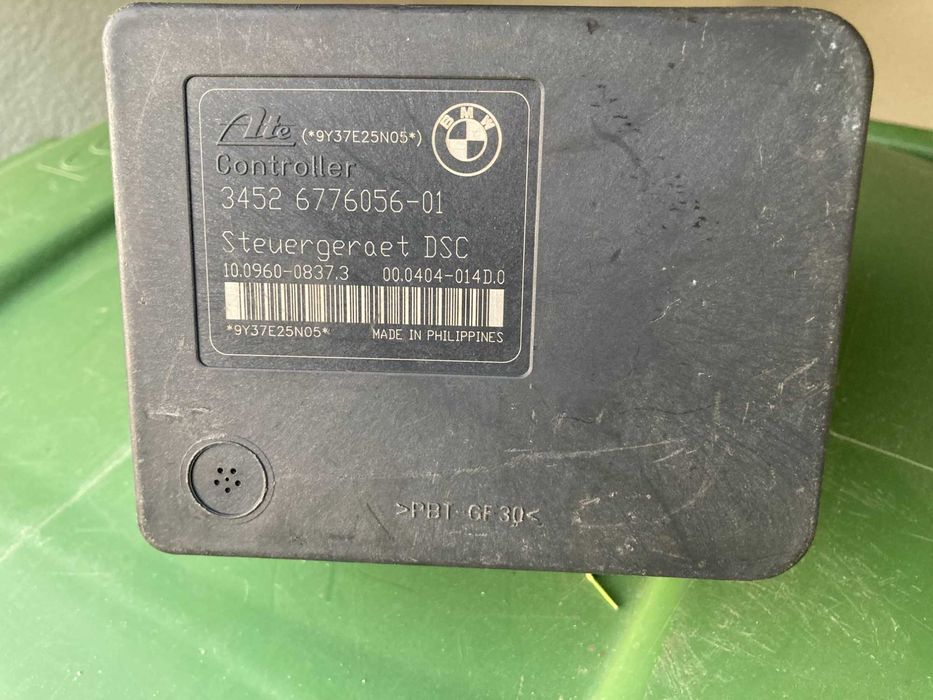 Ate (*9Y37E25N05*) BMW
Controller
3452 6776056-01
Steuergeraet DSC
10.0960-0837.3 00.0404-014D.0
*9Y37E25N05* MADE IN PHILIPPINES
>PBT-GF30<